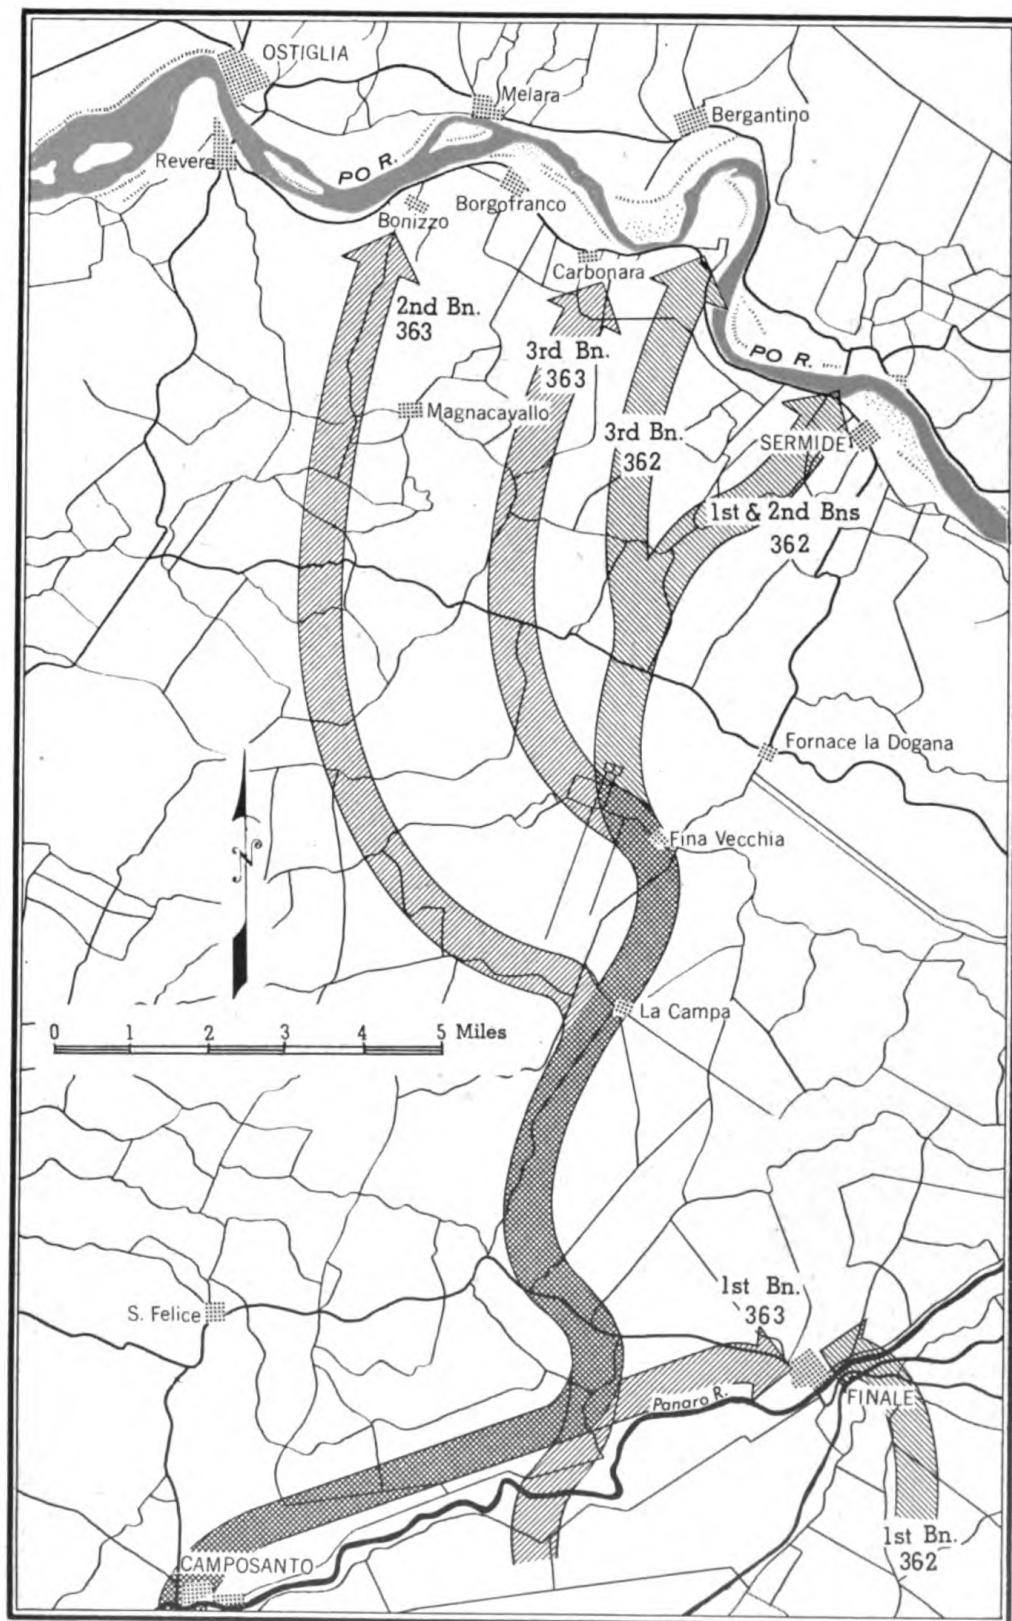 OSTIGLIA
Melara
Bergantino
Revere
PO R.
Borgofranco
Bonizzo
Carbonara
2nd Bn.
363
3rd Bn.
363
PO R.
Magnacavallo
3rd Bn.
362
SERMIDE
1st & 2nd Bns
362
Fornace la Dogana
Fina Vecchia
N
La Campa
0 1 2 3 4 5 Miles
1st Bn.
363
S. Felice
Panaro R.
FINALE
1st Bn.
362
CAMPOSANTO